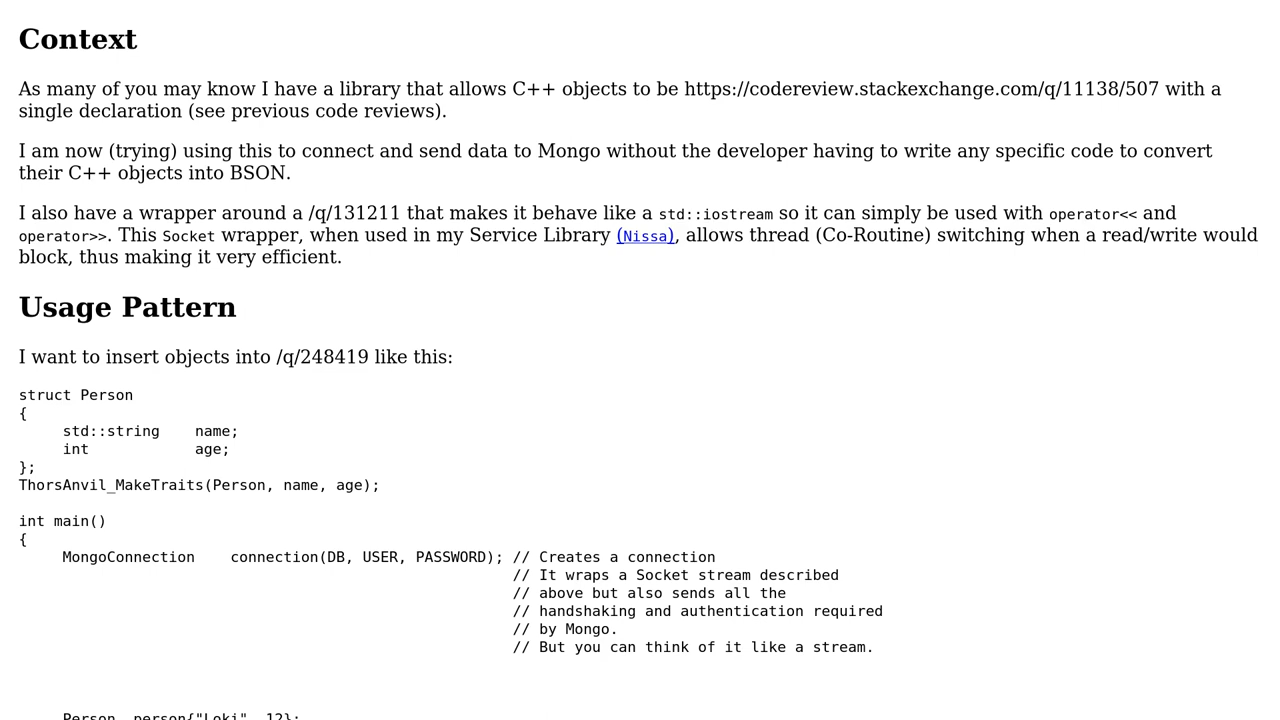 Context
As many of you may know I have a library that allows C++ objects to be https://codereview.stackexchange.com/q/11138/507 with a
single declaration (see previous code reviews).
I am now (trying) using this to connect and send data to Mongo without the developer having to write any specific code to convert
their C++ objects into BSON.
I also have a wrapper around a /q/131211 that makes it behave like a std::iostream so it can simply be used with operator<< and
operator>>. This Socket wrapper, when used in my Service Library (Nissa), allows thread (Co-Routine) switching when a read/write would
block, thus making it very efficient.
Usage Pattern
I want to insert objects into /q/248419 like this:
struct Person
{
     std::string    name;
     int            age;
};
ThorsAnvil_MakeTraits(Person, name, age);
int main()
{
     MongoConnection    connection(DB, USER, PASSWORD); // Creates a connection
                                                        // It wraps a Socket stream described
                                                        // above but also sends all the
                                                        // handshaking and authentication required
                                                        // by Mongo.
                                                        // But you can think of it like a stream.
     Person  person{"Loki", 12};